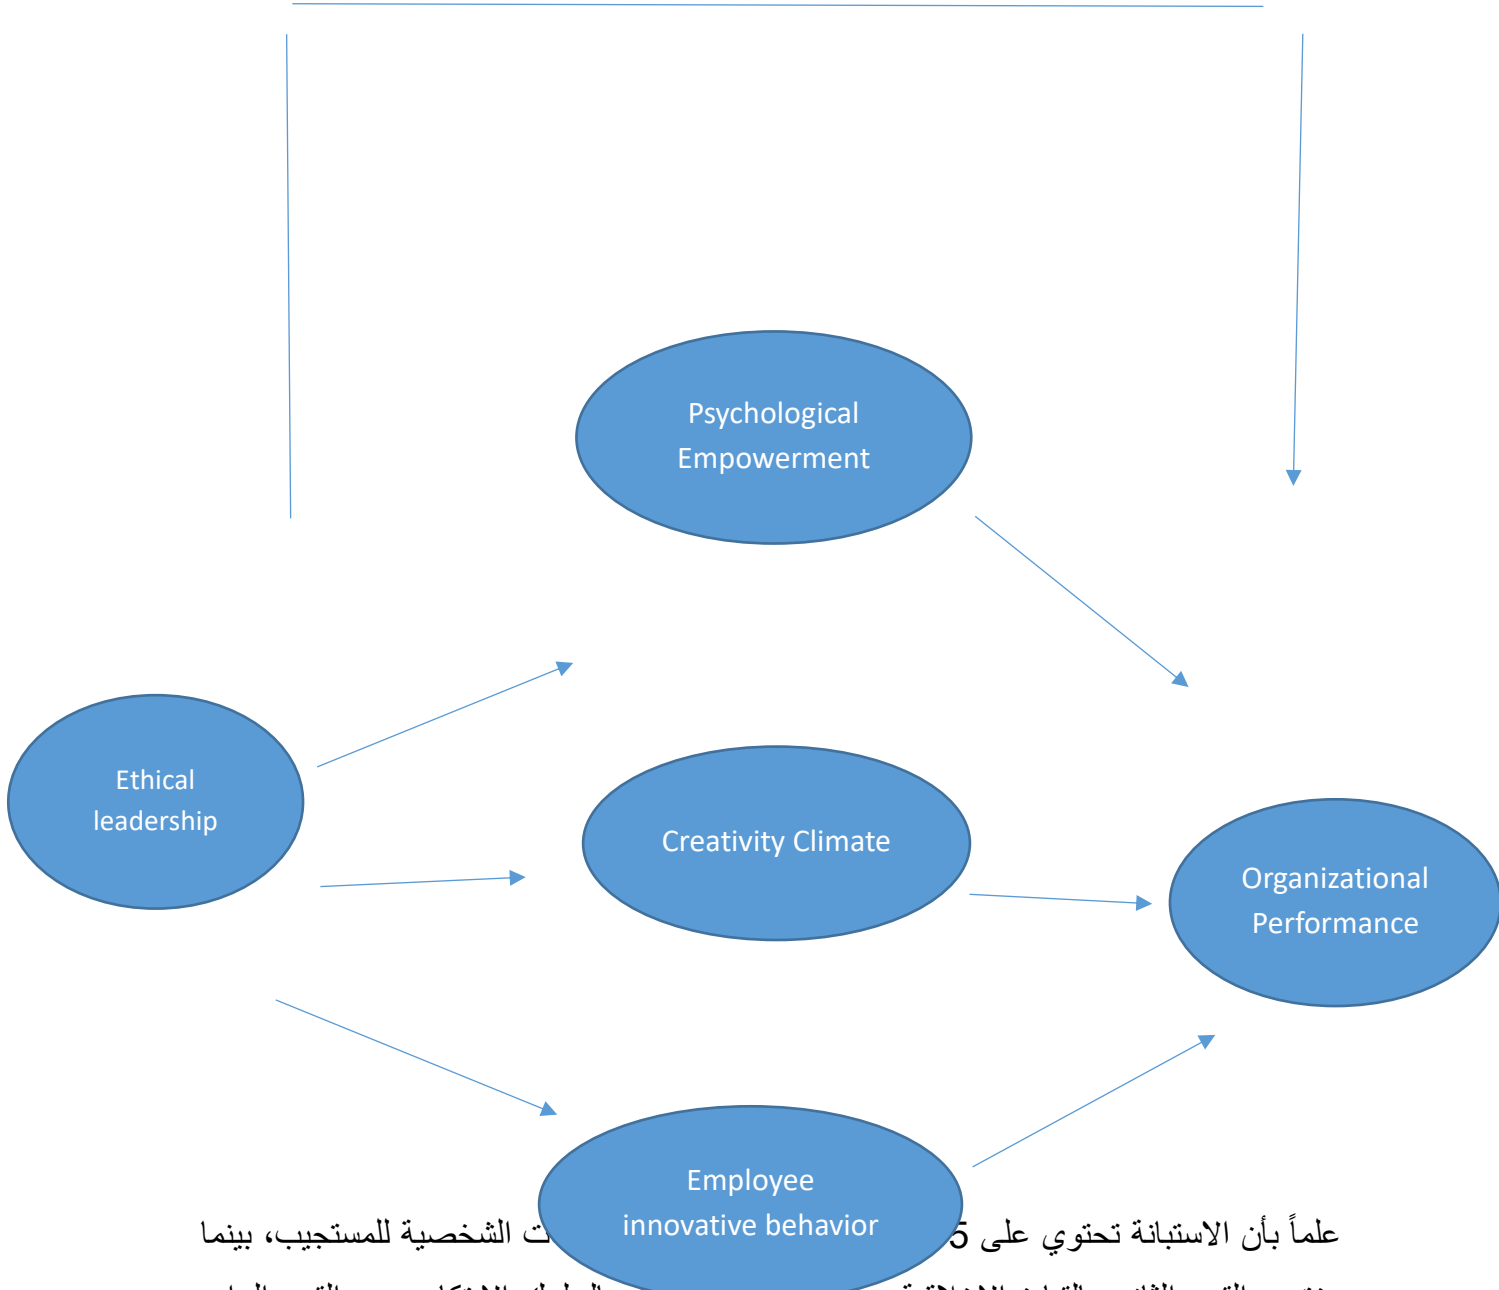 Psychological
Empowerment
Ethical
leadership
Creativity Climate
Organizational
Performance
Employee
innovative behavior
علماً بأن الاستبانة تحتوي على 5 ت الشخصية للمستجيب، بينما